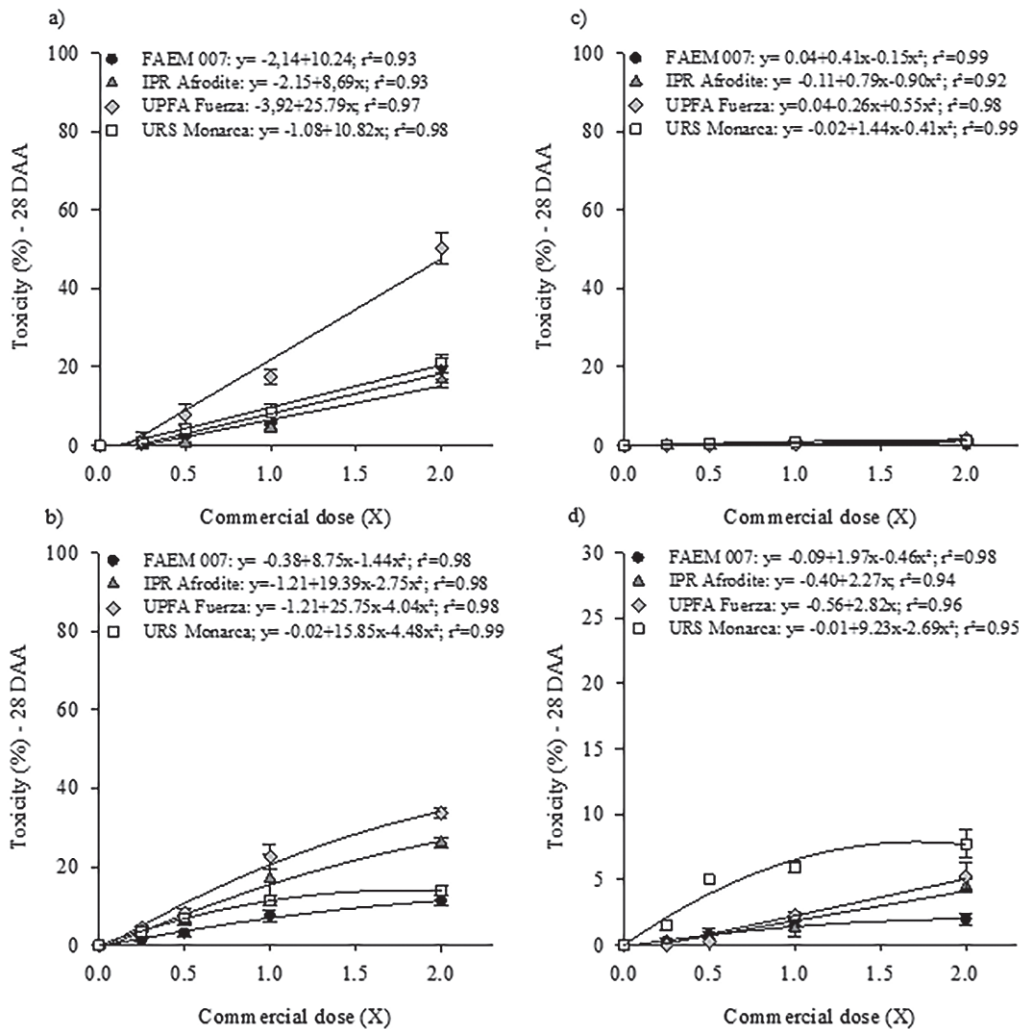 a)
100
80
60
40
20
0
0.0
0.5
1.0
1.5
2.0
Toxicity (%) - 28 DAA
Commercial dose (X)
FAEM 007: y= -2,14+10.24; r²=0.93
IPR Afrodite: y= -2.15+8,69x; r²=0.93
UPFA Fuerza: -3,92+25.79x; r²=0.97
URS Monarca: y= -1.08+10.82x; r²=0.98
c)
100
80
60
40
20
0
0.0
0.5
1.0
1.5
2.0
Toxicity (%) - 28 DAA
Commercial dose (X)
FAEM 007: y= 0.04+0.41x-0.15x²; r²=0.99
IPR Afrodite: y= -0.11+0.79x-0.90x²; r²=0.92
UPFA Fuerza: y=0.04-0.26x+0.55x²; r²=0.98
URS Monarca: y= -0.02+1.44x-0.41x²; r²=0.99
b)
100
80
60
40
20
0
0.0
0.5
1.0
1.5
2.0
Toxicity (%) - 28 DAA
Commercial dose (X)
FAEM 007: y= -0.38+8.75x-1.44x²; r²=0.98
IPR Afrodite: y=-1.21+19.39x-2.75x²; r²=0.98
UPFA Fuerza: y= -1.21+25.75x-4.04x²; r²=0.98
URS Monarca; y= -0.02+15.85x-4.48x²; r²=0.99
d)
30
25
20
15
10
5
0
0.0
0.5
1.0
1.5
2.0
Toxicity (%) - 28 DAA
Commercial dose (X)
FAEM 007: y= -0.09+1.97x-0.46x²; r²=0.98
IPR Afrodite: y= -0.40+2.27x; r²=0.94
UPFA Fuerza: y= -0.56+2.82x; r²=0.96
URS Monarca: y= -0.01+9.23x-2.69x²; r²=0.95